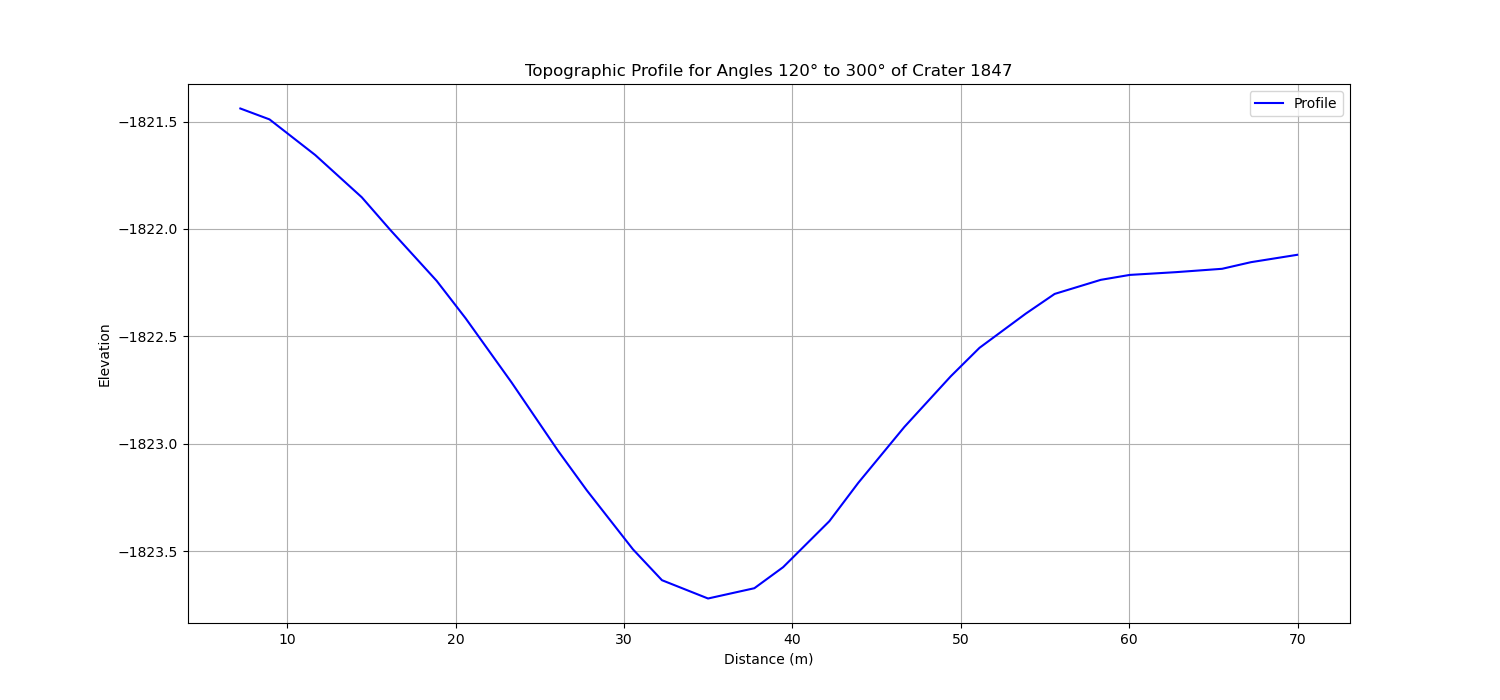 Topographic Profile for Angles 120° to 300° of Crater 1847
Profile
Elevation
−1821.5
−1822.0
−1822.5
−1823.0
−1823.5
10 20 30 40 50 60 70
Distance (m)